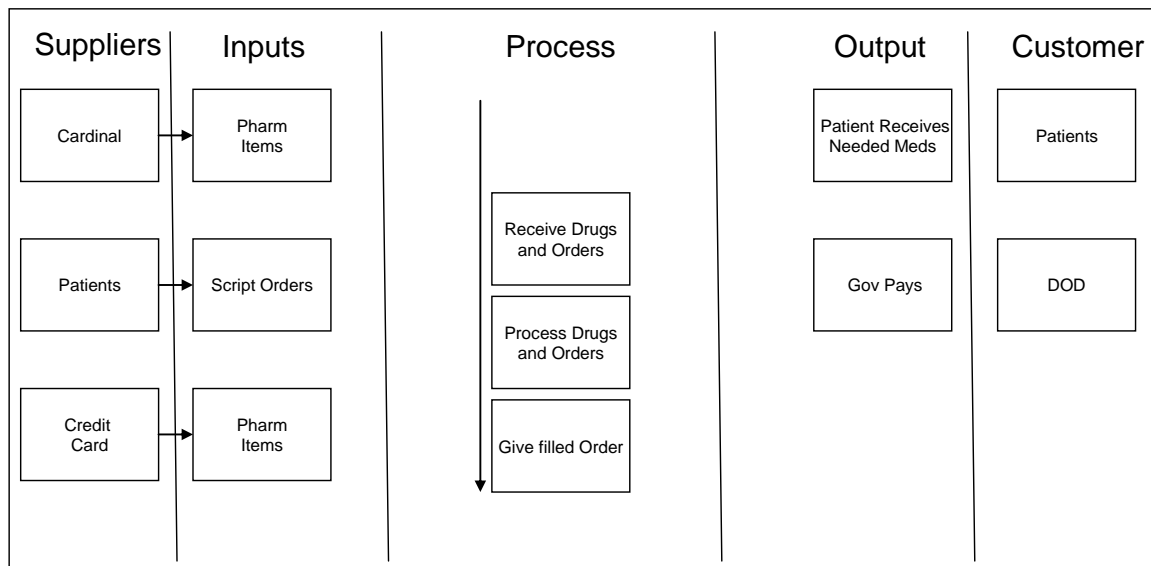 Suppliers
Inputs
Process
Output
Customer
Cardinal
Pharm
Items
Patient Receives
Needed Meds
Patients
Receive Drugs
and Orders
Patients
Script Orders
Gov Pays
DOD
Process Drugs
and Orders
Credit
Card
Pharm
Items
Give filled Order